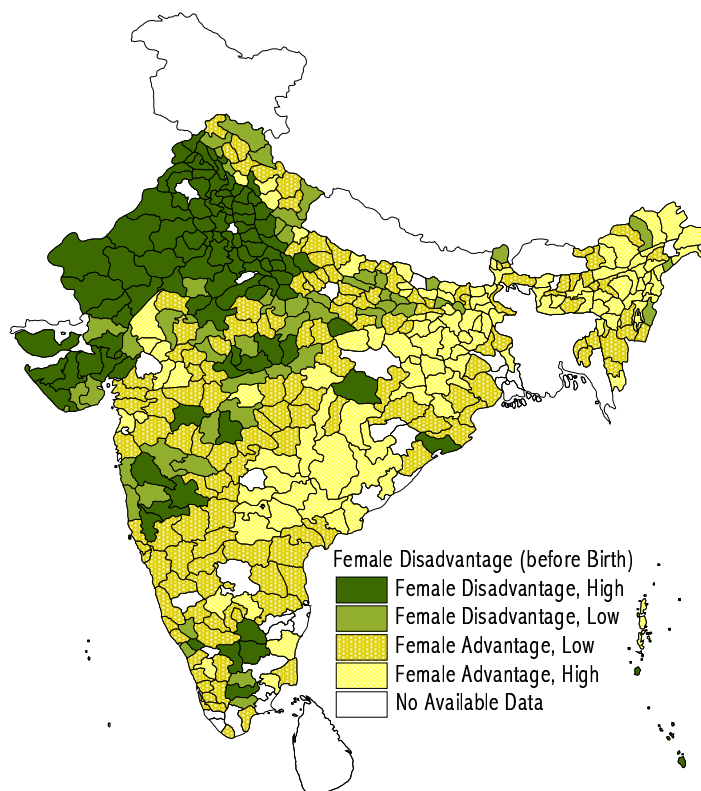 Female Disadvantage (before Birth)
Female Disadvantage, High
Female Disadvantage, Low
Female Advantage, Low
Female Advantage, High
No Available Data